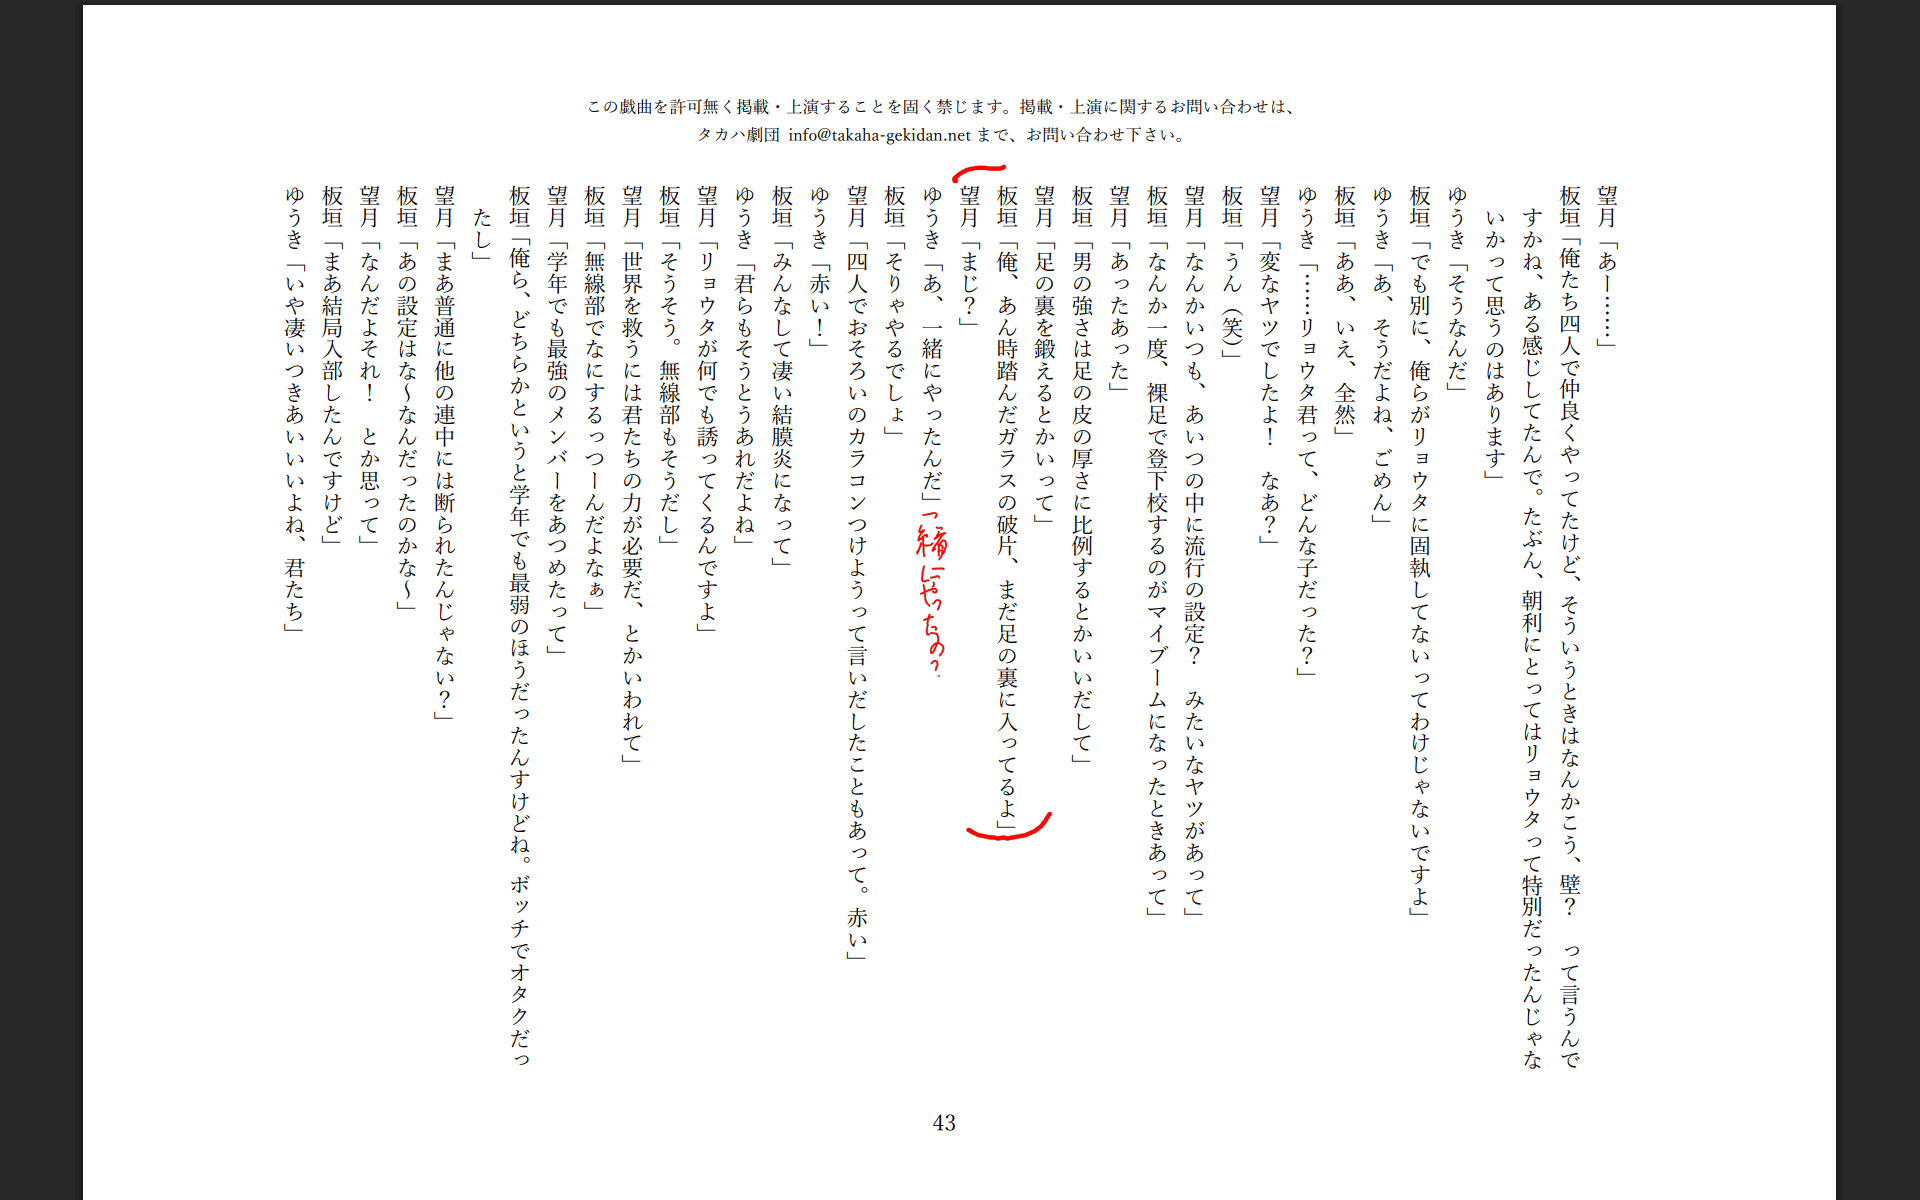 この戯曲を許可無く掲載・上演することを固く禁じます。掲載・上演に関するお問い合わせは、
タカハ劇団 info@takaha-gekidan.net まで、お問い合わせ下さい。
望月「あー……」
板垣「俺たち四人で仲良くやってたけど、そういうときはなんかこう、壁？　って言うんで
すかね、ある感じしてたんで。たぶん、朝利にとってはリョウタって特別だったんじゃな
いかって思うのはあります」
ゆうき「そうなんだ」
板垣「でも別に、俺らがリョウタに固執してないってわけじゃないですよ」
ゆうき「あ、そうだよね、ごめん」
板垣「ああ、いえ、全然」
ゆうき「……リョウタ君って、どんな子だった？」
望月「変なヤツでしたよ！　なあ？」
板垣「うん（笑）」
望月「なんかいつも、あいつの中に流行の設定？　みたいなヤツがあって」
板垣「なんか一度、裸足で登下校するのがマイブームになったときあって」
望月「あったあった」
板垣「男の強さは足の皮の厚さに比例するとかいいだして」
望月「足の裏を鍛えるとかいって」
板垣「俺、あん時踏んだガラスの破片、まだ足の裏に入ってるよ」
望月「まじ？」
ゆうき「あ、一緒にやったんだ」
にやったの？
板垣「そりゃやるでしょ」
望月「四人でおそろいのカラコンつけようって言いだしたこともあって。赤い」
ゆうき「赤い！」
板垣「みんなして凄い結膜炎になって」
ゆうき「君らもそうとうあれだよね」
望月「リョウタが何でも誘ってくるんですよ」
板垣「そうそう。無線部もそうだし」
望月「世界を救うには君たちの力が必要だ、とかいわれて」
板垣「無線部でなにするっつーんだよなぁ」
望月「学年でも最強のメンバーをあつめたって」
板垣「俺ら、どちらかというと学年でも最弱のほうだったんすけどね。ボッチでオタクだっ
たし」
望月「まあ普通に他の連中には断られたんじゃない？」
板垣「あの設定はな～なんだったのかな～」
望月「なんだよそれ！　とか思って」
板垣「まあ結局入部したんですけど」
ゆうき「いや凄いつきあいいいよね、君たち」
43